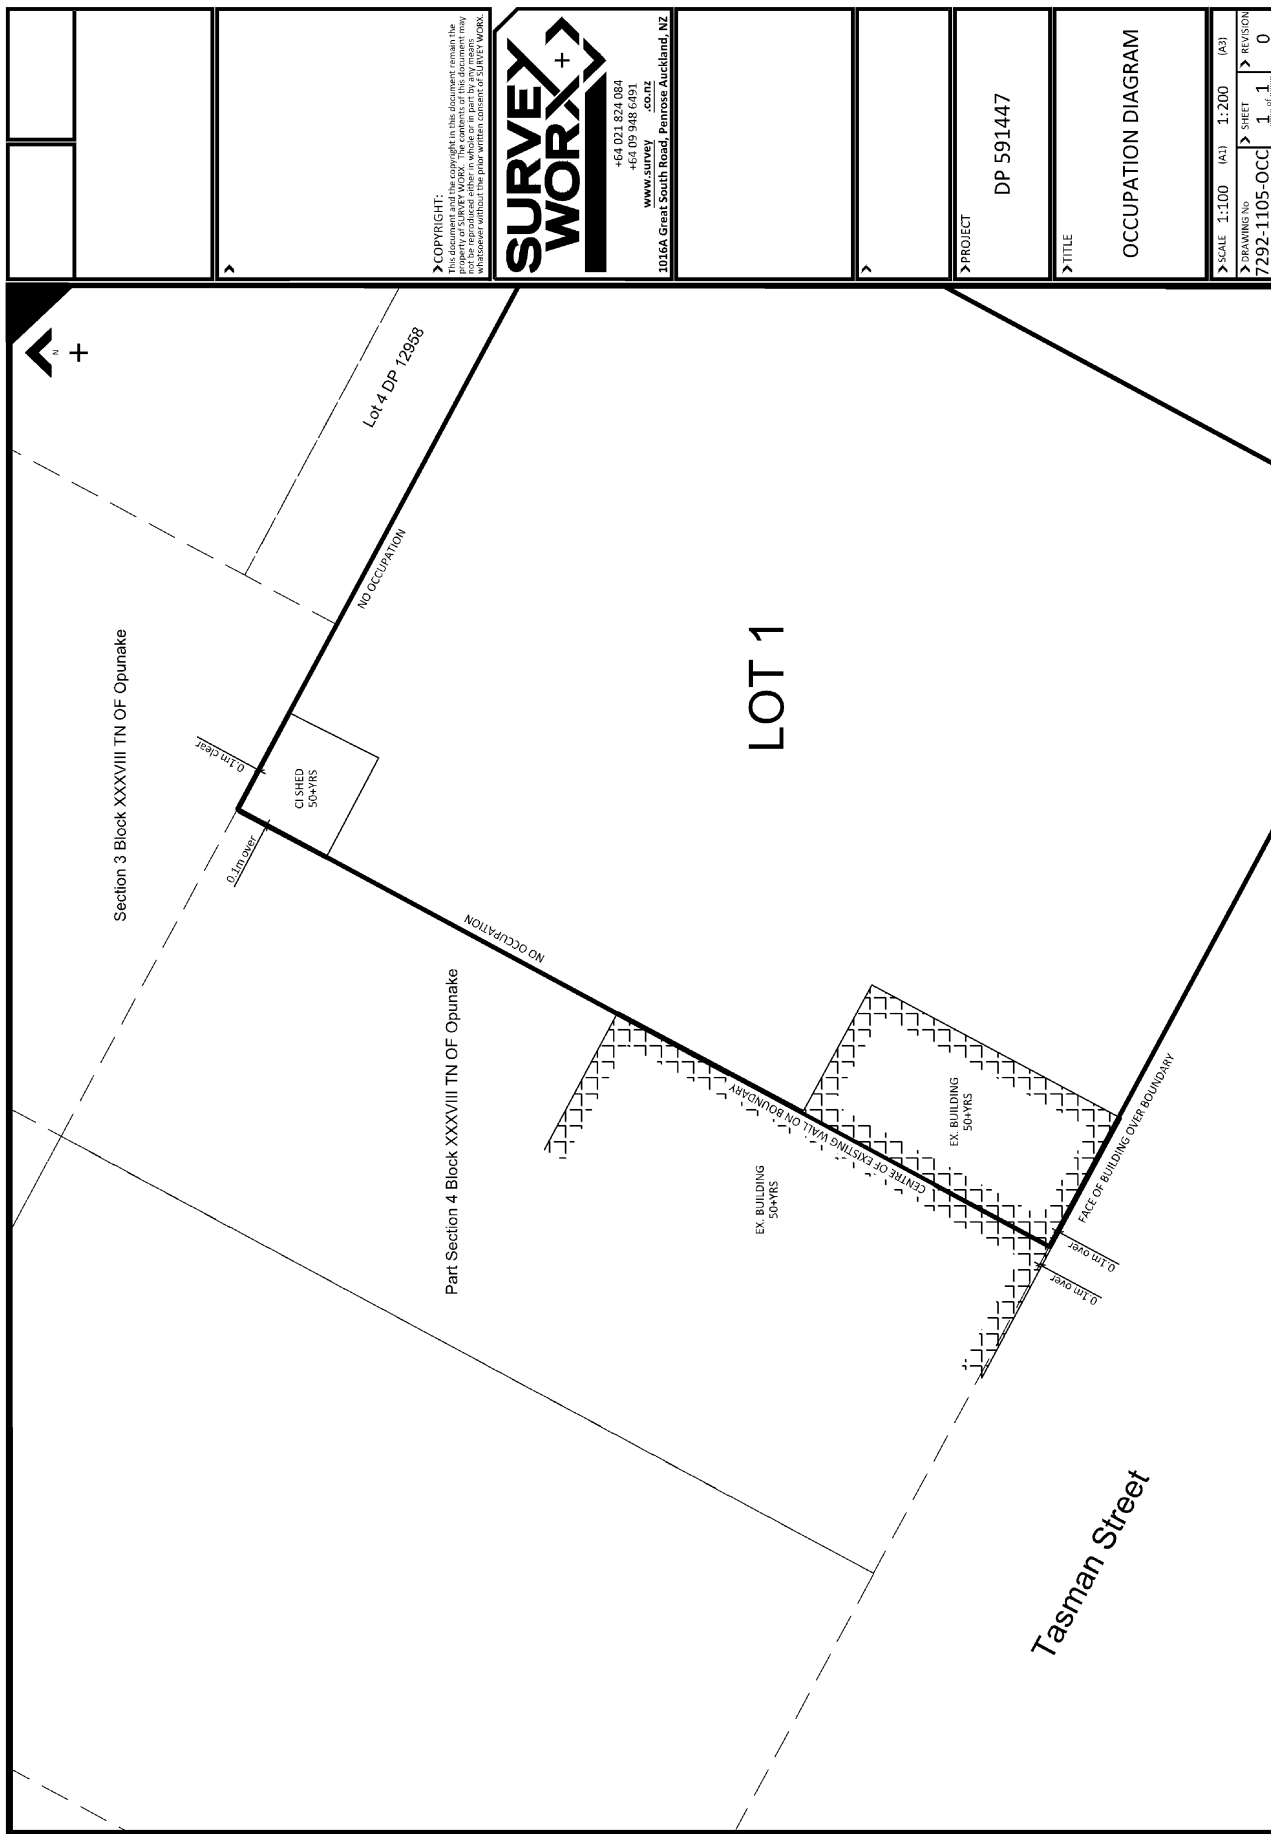 N
Section 3 Block XXXVIII TN OF Opunake
Lot 4 DP 12958
NO OCCUPATION
0.1m clear
CI SHED
50+YRS
0.1m over
NO OCCUPATION
Part Section 4 Block XXXVIII TN OF Opunake
LOT 1
CENTRE OF EXISTING WALL ON BOUNDARY
EX. BUILDING
50+YRS
EX. BUILDING
50+YRS
FACE OF BUILDING OVER BOUNDARY
0.1m over
0.1m over
Tasman Street
COPYRIGHT:
This document and the copyright in this document remain the
property of SURVEY WORX. The contents of this document may
not be reproduced either in whole or in part by any means
whatsoever without the prior written consent of SURVEY WORX.
SURVEY
WORX
+64 021 824 084
+64 09 948 6491
www.survey .co.nz
1016A Great South Road, Penrose Auckland, NZ
PROJECT
DP 591447
TITLE
OCCUPATION DIAGRAM
SCALE 1:100 (A1) 1:200 (A3)
DRAWING No SHEET REVISION
7292-1105-OCC 1 of 1 0